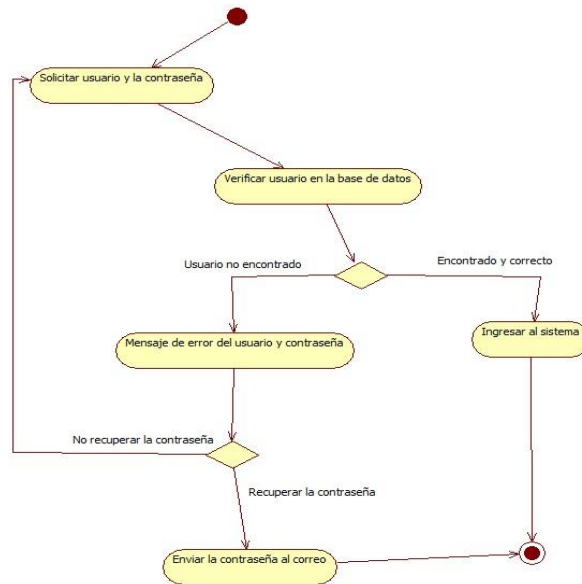 Solicitar usuario y la contraseña
Verificar usuario en la base de datos
Usuario no encontrado
Encontrado y correcto
Mensaje de error del usuario y contraseña
Ingresar al sistema
No recuperar la contraseña
Recuperar la contraseña
Enviar la contraseña al correo